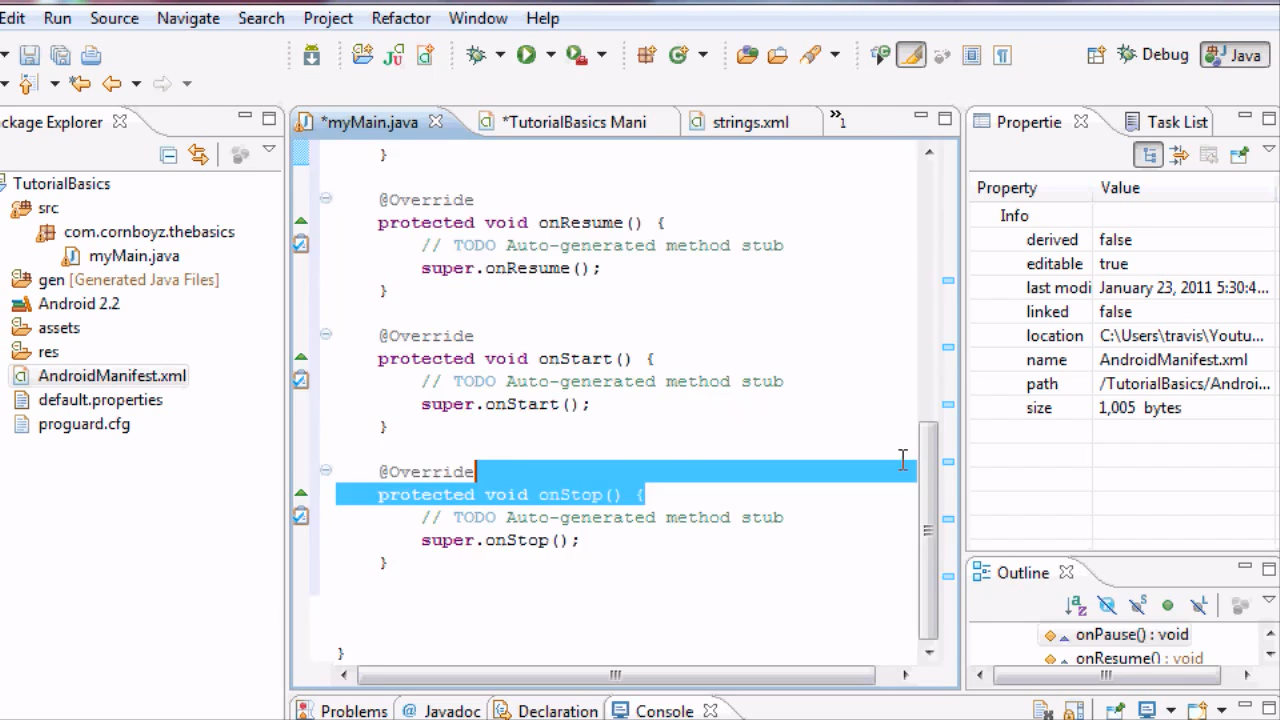 Edit Run Source Navigate Search Project Refactor Window Help
Debug Java
Package Explorer
*myMain.java *TutorialBasics Mani strings.xml »1
Propertie Task List
TutorialBasics
src
com.cornboyz.thebasics
myMain.java
gen [Generated Java Files]
Android 2.2
assets
res
AndroidManifest.xml
default.properties
proguard.cfg
}
@Override
protected void onResume() {
// TODO Auto-generated method stub
super.onResume();
}
@Override
protected void onStart() {
// TODO Auto-generated method stub
super.onStart();
}
@Override
protected void onStop() {
// TODO Auto-generated method stub
super.onStop();
}
}
Property Value
Info
derived false
editable true
last modi January 23, 2011 5:30:4...
linked false
location C:\Users\travis\Youtu...
name AndroidManifest.xml
path /TutorialBasics/Androi...
size 1,005 bytes
Outline
onPause() : void
onResume() : void
Problems @ Javadoc Declaration Console